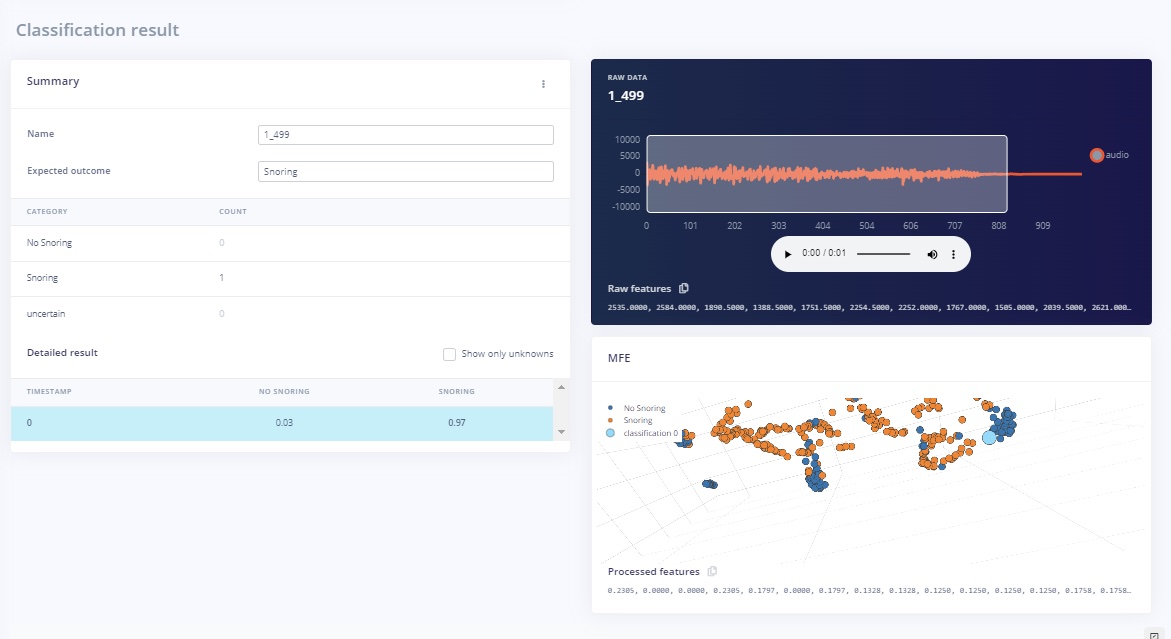 Classification result
Summary
Name
1_499
Expected outcome
Snoring
CATEGORY COUNT
No Snoring 0
Snoring 1
uncertain 0
Detailed result
Show only unknowns
TIMESTAMP NO SNORING SNORING
0 0.03 0.97
RAW DATA
1_499
10000
5000
0
-5000
-10000
0 101 202 303 404 504 606 707 808 909
audio
0:00 / 0:01
Raw features
2535.0000, 2584.0000, 1890.5000, 1388.5000, 1751.5000, 2254.5000, 2252.0000, 1767.0000, 1505.0000, 2039.5000, 2621.000…
MFE
No Snoring
Snoring
classification 0
Processed features
0.2305, 0.0000, 0.0000, 0.2305, 0.1797, 0.0000, 0.1797, 0.1328, 0.1328, 0.1250, 0.1250, 0.1250, 0.1250, 0.1758, 0.1758…